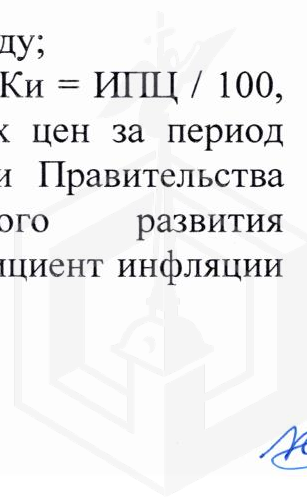 ду;
Ки = ИПЦ / 100,
х цен за период
и Правительства
ого развития
ициент инфляции